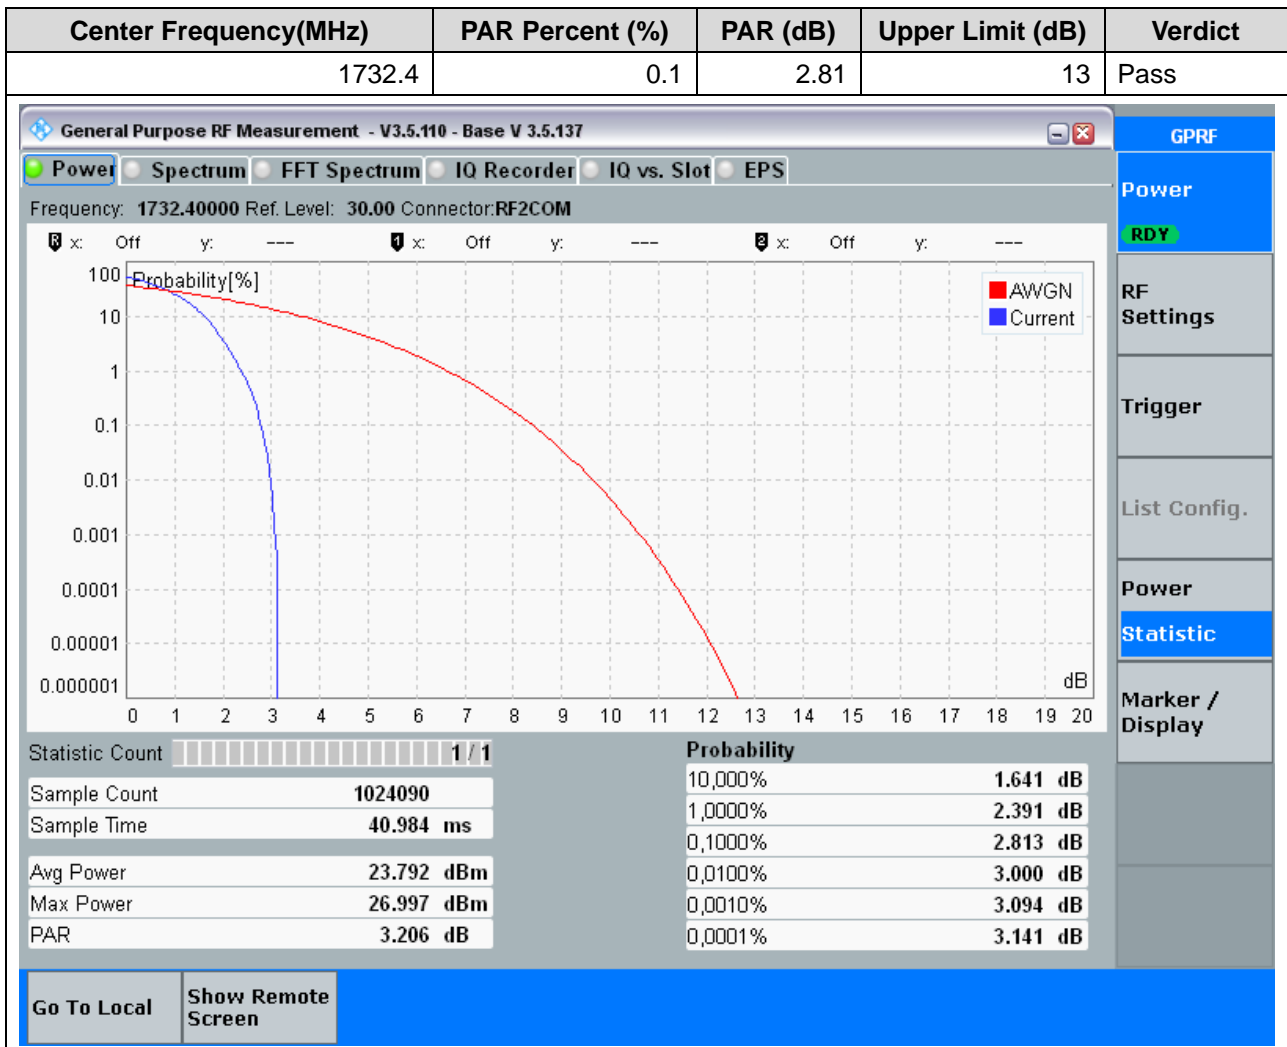 Center Frequency(MHz) PAR Percent (%) PAR (dB) Upper Limit (dB) Verdict
1732.4 0.1 2.81 13 Pass
General Purpose RF Measurement - V3.5.110 - Base V 3.5.137
GPRF
Power Spectrum FFT Spectrum IQ Recorder IQ vs. Slot EPS
Frequency: 1732.40000 Ref. Level: 30.00 Connector:RF2COM
R x: Off y: --- 1 x: Off y: --- 2 x: Off y: ---
Probability[%]
AWGN
Current
100
10
1
0.1
0.01
0.001
0.0001
0.00001
0.000001
dB
0 1 2 3 4 5 6 7 8 9 10 11 12 13 14 15 16 17 18 19 20
Statistic Count 1 / 1
Sample Count 1024090
Sample Time 40.984 ms
Avg Power 23.792 dBm
Max Power 26.997 dBm
PAR 3.206 dB
Probability
10,000% 1.641 dB
1,0000% 2.391 dB
0,1000% 2.813 dB
0,0100% 3.000 dB
0,0010% 3.094 dB
0,0001% 3.141 dB
Power
RDY
RF
Settings
Trigger
List Config.
Power
Statistic
Marker /
Display
Go To Local
Show Remote
Screen